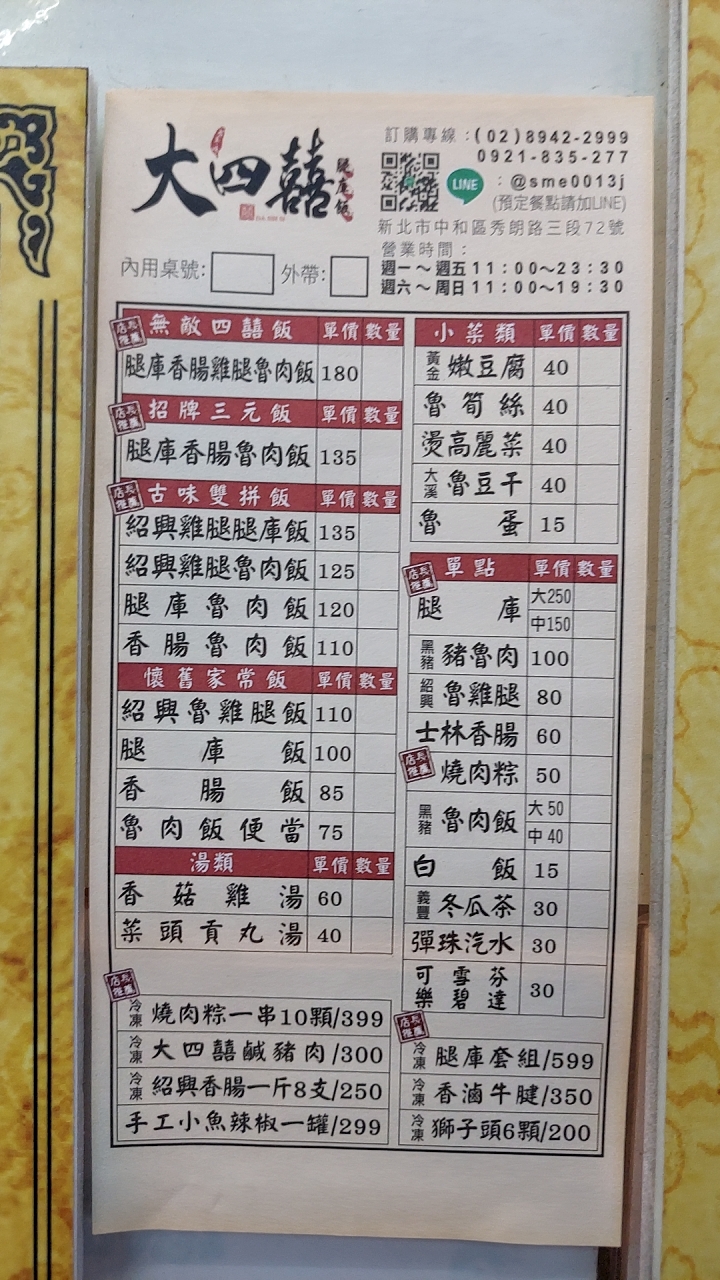 大四囍
腿庫飯
訂購專線:(02)8942-2999
0921-835-277
LINE : @sme0013j
(預定餐點請加LINE)
新北市中和區秀朗路三段72號
營業時間:
週一～週五11:00～23:30
週六～周日11:00～19:30
內用桌號: 外帶:
店長推薦 無敵四囍飯 單價 數量
腿庫香腸雞腿魯肉飯 180
店長推薦 招牌三元飯 單價 數量
腿庫香腸魯肉飯 135
店長推薦 古味雙拼飯 單價 數量
紹興雞腿腿庫飯 135
紹興雞腿魯肉飯 125
腿庫魯肉飯 120
香腸魯肉飯 110
懷舊家常飯 單價 數量
紹興魯雞腿飯 110
腿庫飯 100
香腸飯 85
魯肉飯便當 75
湯類 單價 數量
香菇雞湯 60
菜頭貢丸湯 40
小菜類 單價 數量
黃金 嫩豆腐 40
魯筍絲 40
燙高麗菜 40
大溪 魯豆干 40
魯蛋 15
店長推薦 單點 單價 數量
腿庫 大250
中150
黑豬 豬魯肉 100
紹興 魯雞腿 80
士林香腸 60
店長推薦 燒肉粽 50
黑豬 魯肉飯 大50
中40
白飯 15
義豐 冬瓜茶 30
彈珠汽水 30
可樂 雪碧 芬達 30
店長推薦
冷凍 燒肉粽一串10顆/399
冷凍 大四囍鹹豬肉/300
冷凍 紹興香腸一斤8支/250
手工小魚辣椒一罐/299
店長推薦
冷凍 腿庫套組/599
冷凍 香滷牛腱/350
冷凍 獅子頭6顆/200